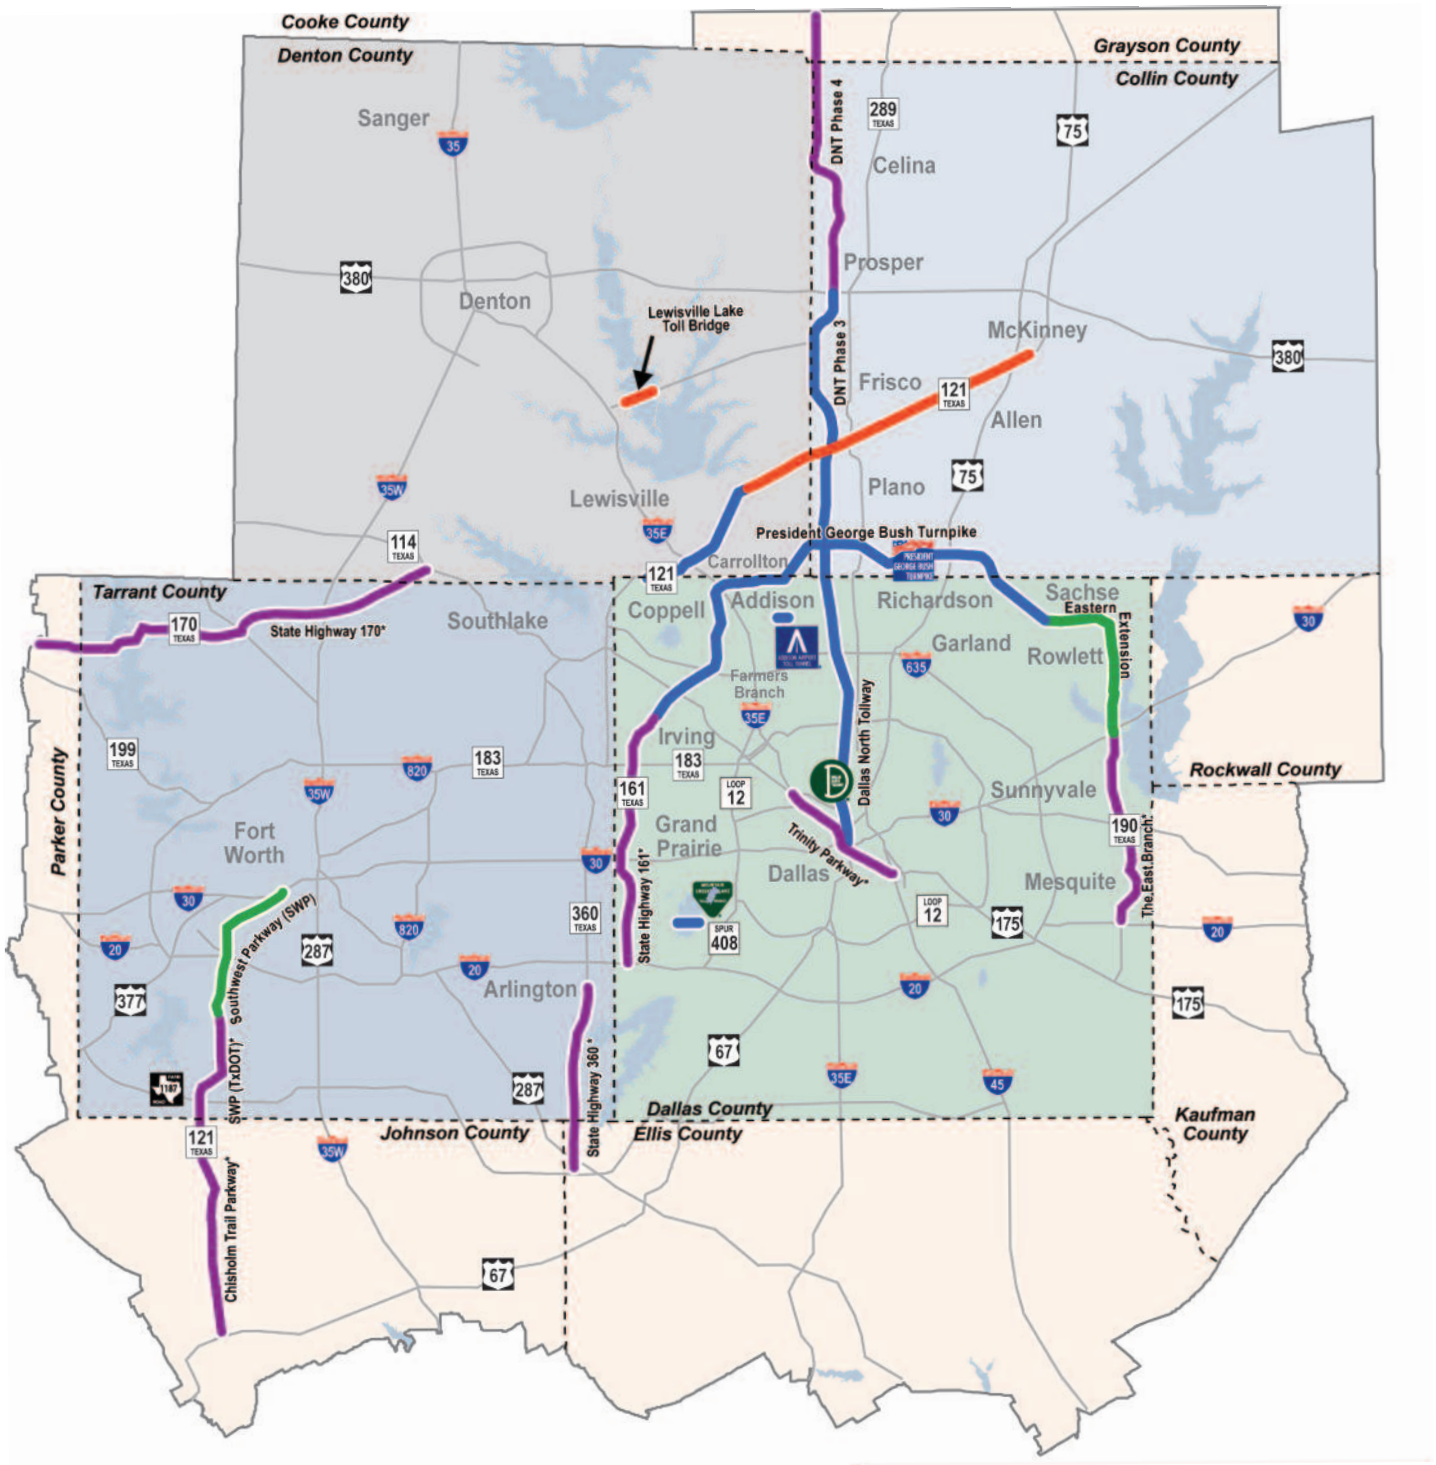 Cooke County
Denton County
Grayson County
Collin County
Sanger
35
DNT Phase 4
289
TEXAS
75
Celina
Prosper
380
Denton
Lewisville Lake
Toll Bridge
DNT Phase 3
McKinney
380
Frisco
121
TEXAS
Allen
35W
Plano
75
Lewisville
35E
114
TEXAS
President George Bush Turnpike
PRESIDENT
GEORGE BUSH
TURNPIKE
Carrollton
121
TEXAS
Tarrant County
Coppell
Addison
Richardson
Sachse
Eastern
Extension
170
TEXAS
State Highway 170*
Southlake
30
Garland
Rowlett
635
Farmers
Branch
35E
Dallas North Tollway
199
TEXAS
Parker County
820
183
TEXAS
Irving
183
TEXAS
35W
161
TEXAS
LOOP
12
Rockwall County
Sunnyvale
30
Fort
Worth
Grand
Prairie
Trinity Parkway*
190
TEXAS
The East Branch*
30
State Highway 161*
Dallas
Mesquite
30
Southwest Parkway (SWP)
360
TEXAS
LOOP
12
175
SPUR
408
820
20
20
287
20
Arlington
20
377
175
67
SWP (TxDOT)*
State Highway 360 *
287
1187
35E
45
Dallas County
Ellis County
Johnson County
Kaufman
County
121
TEXAS
35W
Chisholm Trail Parkway*
67